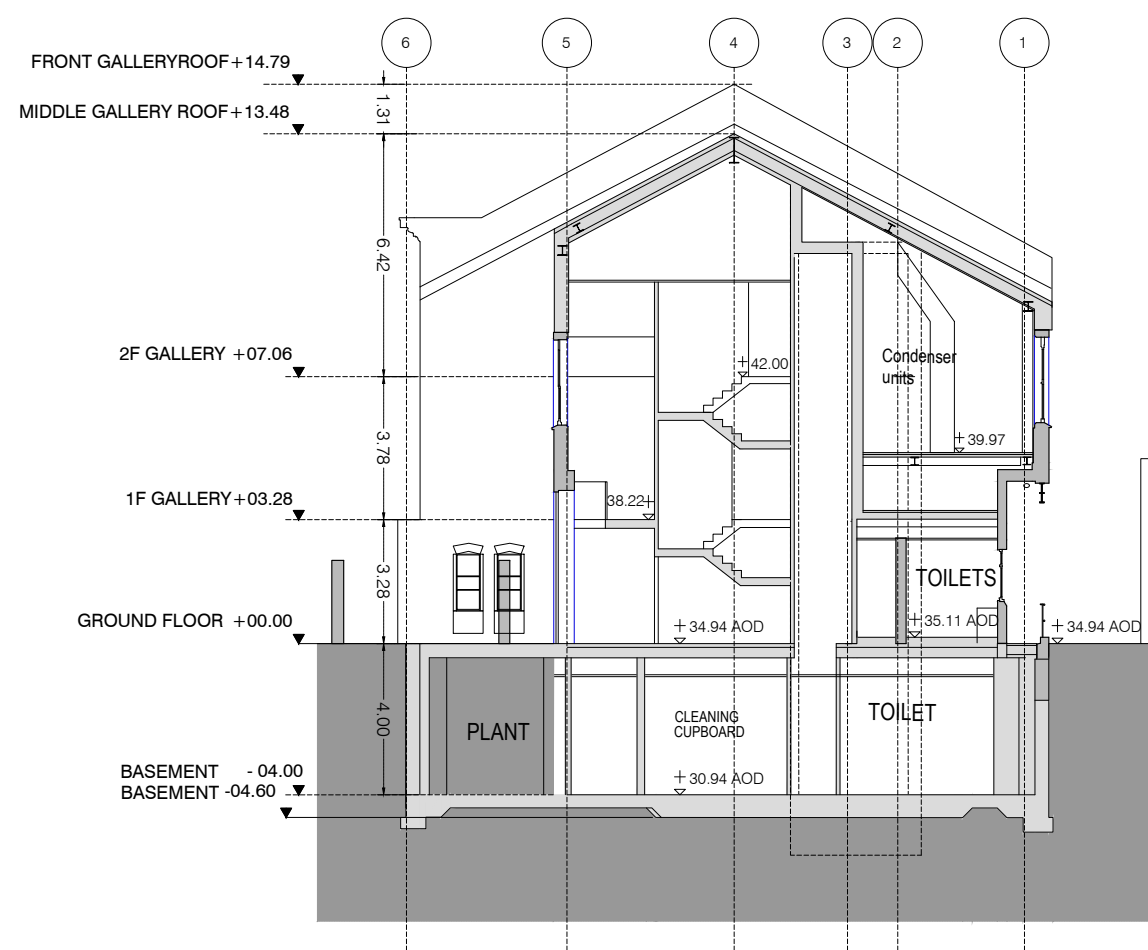 6 5 4 3 2 1
FRONT GALLERYROOF+14.79
1.31
MIDDLE GALLERY ROOF+13.48
6.42
2F GALLERY +07.06
42.00
Condenser
units
39.97
3.78
1F GALLERY+03.28
38.22
3.28
TOILETS
GROUND FLOOR +00.00
34.94 AOD
35.11 AOD
34.94 AOD
4.00
PLANT
CLEANING
CUPBOARD
TOILET
BASEMENT - 04.00
30.94 AOD
BASEMENT -04.60